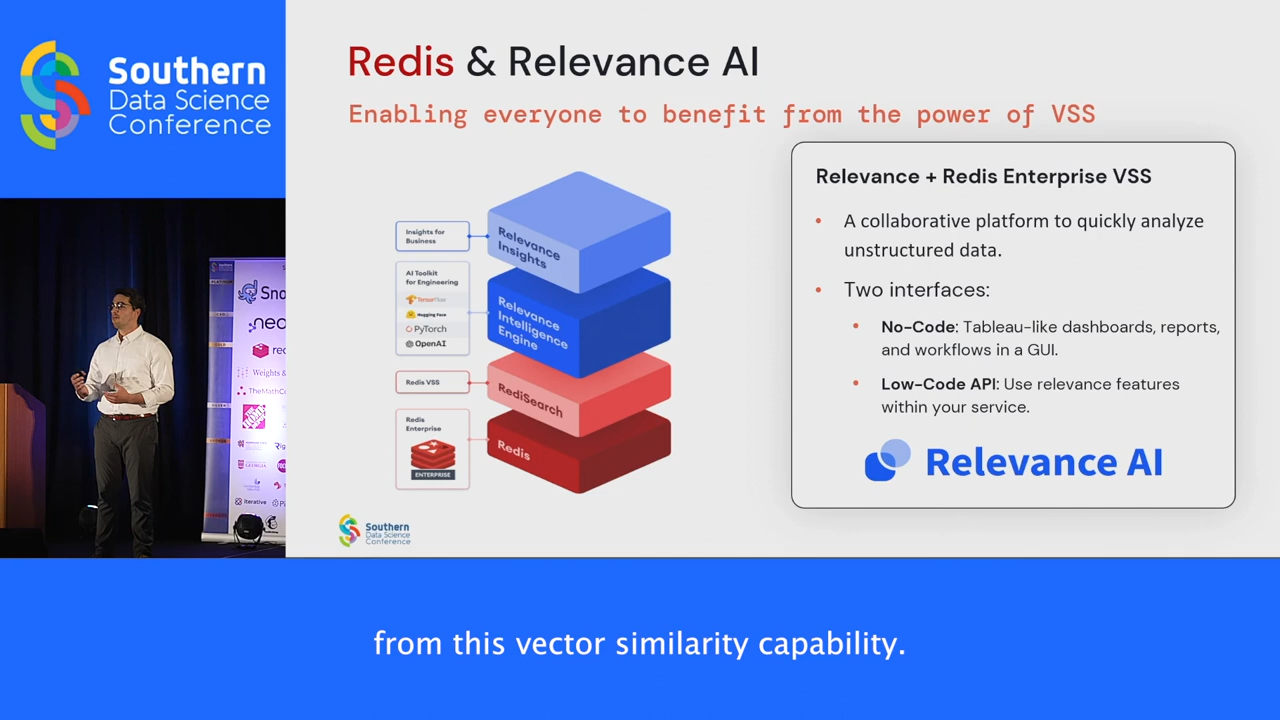 Southern
Data Science
Conference
Redis & Relevance AI
Enabling everyone to benefit from the power of VSS
Insights for
Business
AI Toolkit
for Engineering
TensorFlow
Hugging Face
PyTorch
OpenAI
Redis VSS
Redis
Enterprise
ENTERPRISE
Relevance
Insights
Relevance
Intelligence
Engine
RediSearch
Redis
Relevance + Redis Enterprise VSS
• A collaborative platform to quickly analyze
unstructured data.
• Two interfaces:
• No-Code: Tableau-like dashboards, reports,
and workflows in a GUI.
• Low-Code API: Use relevance features
within your service.
Relevance AI
Southern
Data Science
Conference
Southern
Weights &
TheMathCo
iterative
from this vector similarity capability.